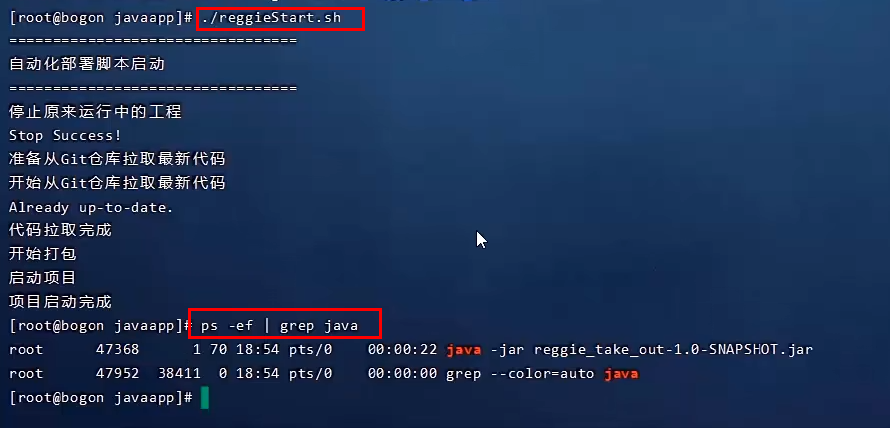 [root@bogon javaapp]# ./reggieStart.sh
=================================
自动化部署脚本启动
=================================
停止原来运行中的工程
Stop Success!
准备从Git仓库拉取最新代码
开始从Git仓库拉取最新代码
Already up-to-date.
代码拉取完成
开始打包
启动项目
项目启动完成
[root@bogon javaapp]# ps -ef | grep java
root      47368      1 70 18:54 pts/0    00:00:22 java -jar reggie_take_out-1.0-SNAPSHOT.jar
root      47952  38411  0 18:54 pts/0    00:00:00 grep --color=auto java
[root@bogon javaapp]#